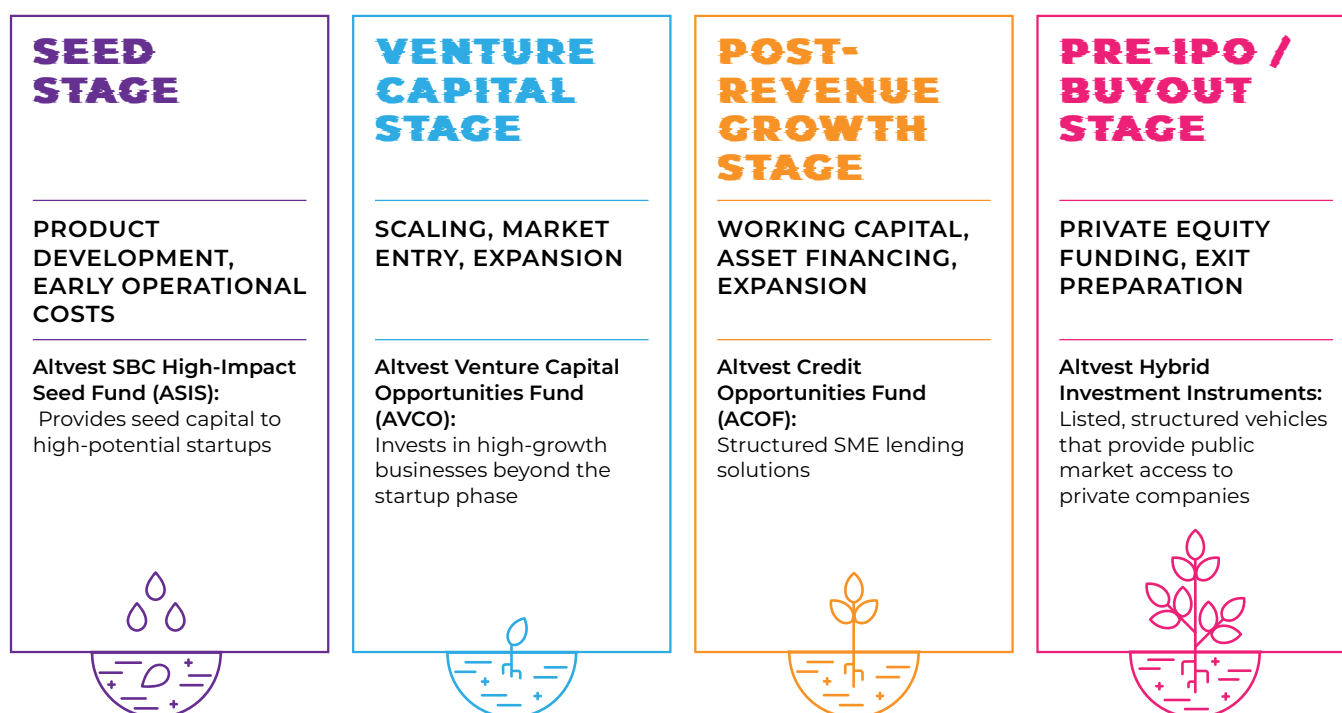 SEED
STAGE
PRODUCT
DEVELOPMENT,
EARLY OPERATIONAL
COSTS
Altvest SBC High-Impact
Seed Fund (ASIS):
Provides seed capital to
high-potential startups
VENTURE
CAPITAL
STAGE
SCALING, MARKET
ENTRY, EXPANSION
Altvest Venture Capital
Opportunities Fund
(AVCO):
Invests in high-growth
businesses beyond the
startup phase
POST-
REVENUE
GROWTH
STAGE
WORKING CAPITAL,
ASSET FINANCING,
EXPANSION
Altvest Credit
Opportunities Fund
(ACOF):
Structured SME lending
solutions
PRE-IPO /
BUYOUT
STAGE
PRIVATE EQUITY
FUNDING, EXIT
PREPARATION
Altvest Hybrid
Investment Instruments:
Listed, structured vehicles
that provide public
market access to
private companies